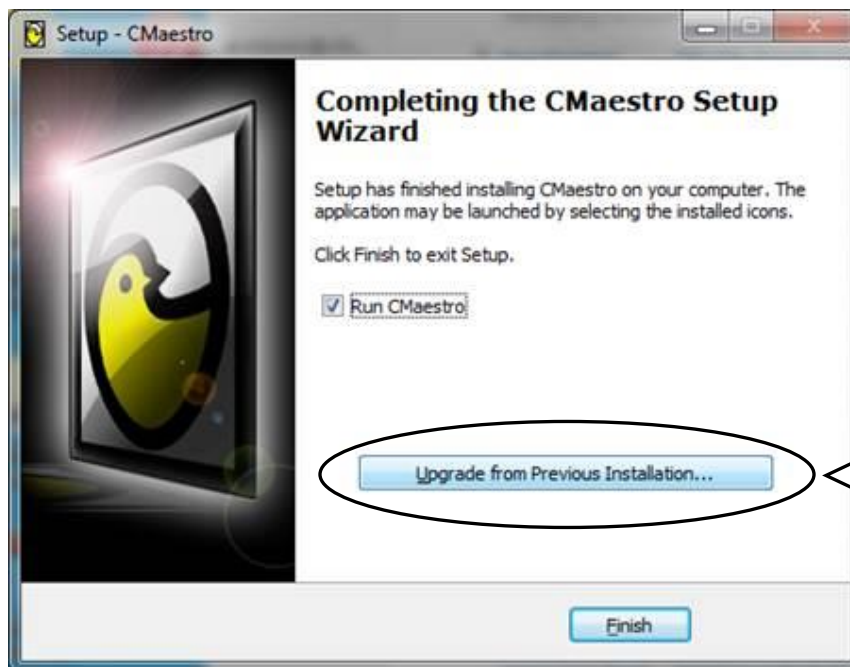 Setup - CMaestro
Completing the CMaestro Setup
Wizard
Setup has finished installing CMaestro on your computer. The
application may be launched by selecting the installed icons.
Click Finish to exit Setup.
Run CMaestro
Upgrade from Previous Installation...
Finish